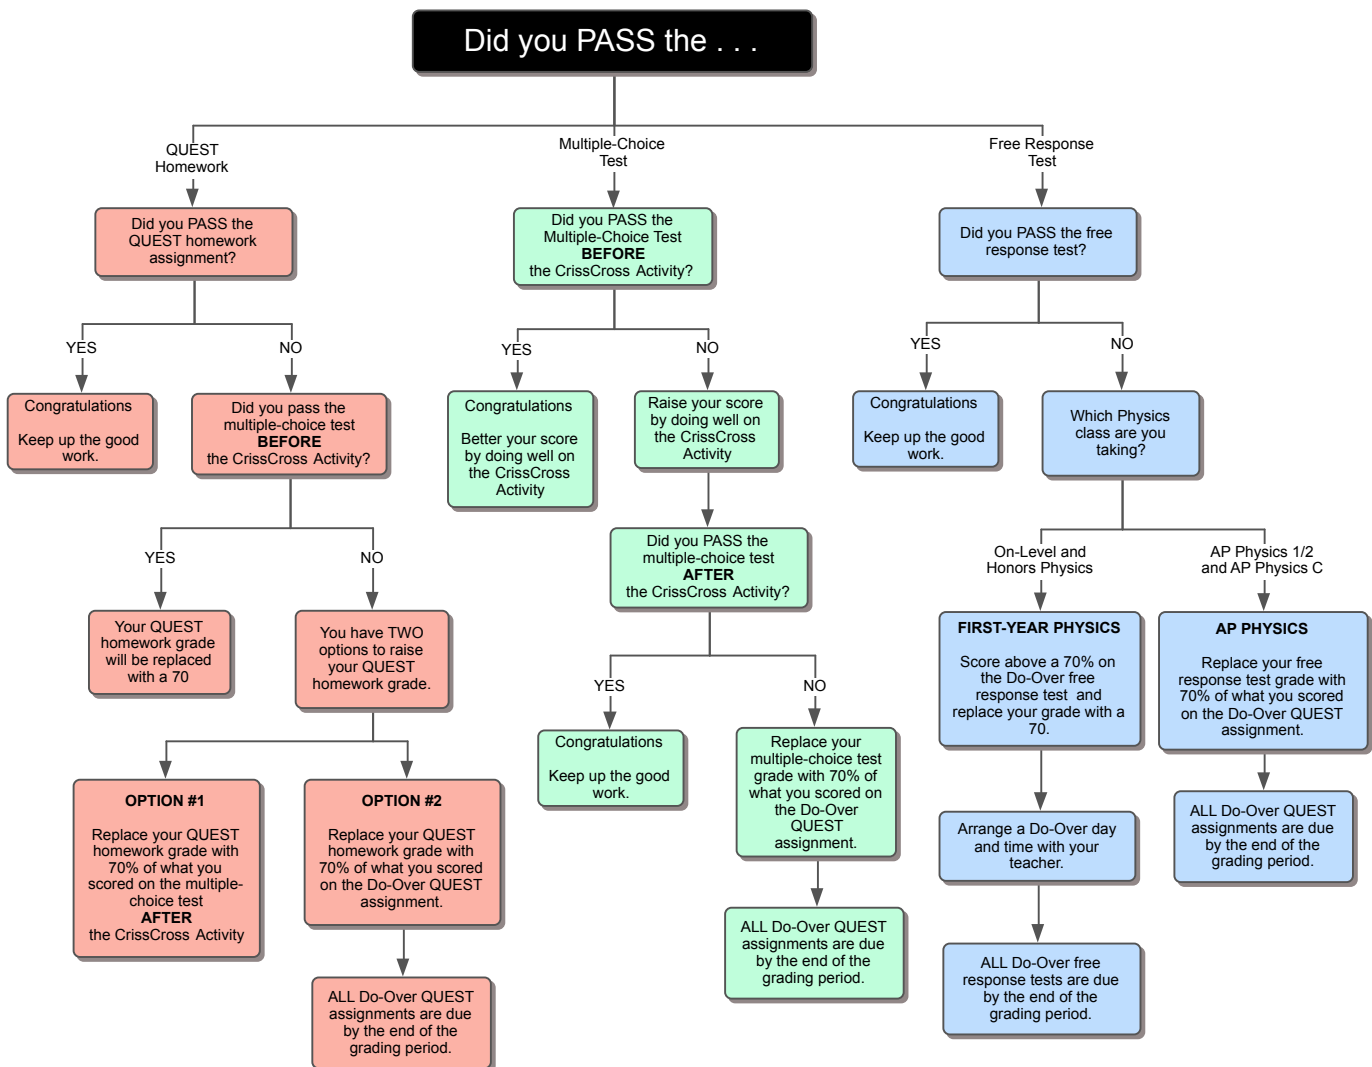 Did you PASS the . . .
QUEST
Homework
Multiple-Choice
Test
Free Response
Test
Did you PASS the
QUEST homework
assignment?
Did you PASS the
Multiple-Choice Test
BEFORE
the CrissCross Activity?
Did you PASS the free
response test?
YES
NO
YES
NO
YES
NO
Congratulations
Keep up the good
work.
Did you pass the
multiple-choice test
BEFORE
the CrissCross Activity?
Congratulations
Better your score
by doing well on
the CrissCross
Activity
Raise your score
by doing well on
the CrissCross
Activity
Congratulations
Keep up the good
work.
Which Physics
class are you
taking?
YES
NO
Did you PASS the
multiple-choice test
AFTER
the CrissCross Activity?
On-Level and
Honors Physics
AP Physics 1/2
and AP Physics C
Your QUEST
homework grade
will be replaced
with a 70
You have TWO
options to raise
your QUEST
homework grade.
YES
NO
FIRST-YEAR PHYSICS
Score above a 70% on
the Do-Over free
response test and
replace your grade with a
70.
AP PHYSICS
Replace your free
response test grade with
70% of what you scored
on the Do-Over QUEST
assignment.
OPTION #1
Replace your QUEST
homework grade with
70% of what you
scored on the multiple-
choice test
AFTER
the CrissCross Activity
OPTION #2
Replace your QUEST
homework grade with
70% of what you scored
on the Do-Over QUEST
assignment.
Congratulations
Keep up the good
work.
Replace your
multiple-choice test
grade with 70% of
what you scored on
the Do-Over
QUEST
assignment.
Arrange a Do-Over day
and time with your
teacher.
ALL Do-Over QUEST
assignments are due
by the end of the
grading period.
ALL Do-Over QUEST
assignments are due
by the end of the
grading period.
ALL Do-Over QUEST
assignments are due
by the end of the
grading period.
ALL Do-Over free
response tests are due
by the end of the
grading period.